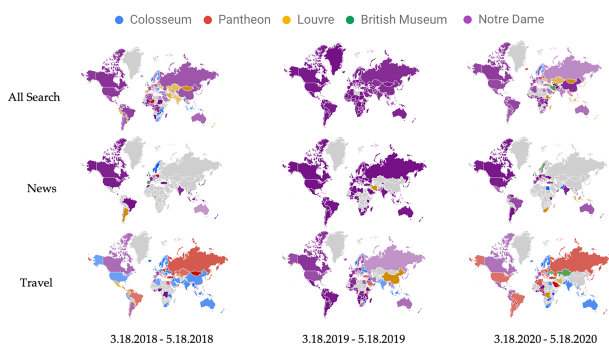 Colosseum Pantheon Louvre British Museum Notre Dame
All Search
News
Travel
3.18.2018 - 5.18.2018 3.18.2019 - 5.18.2019 3.18.2020 - 5.18.2020